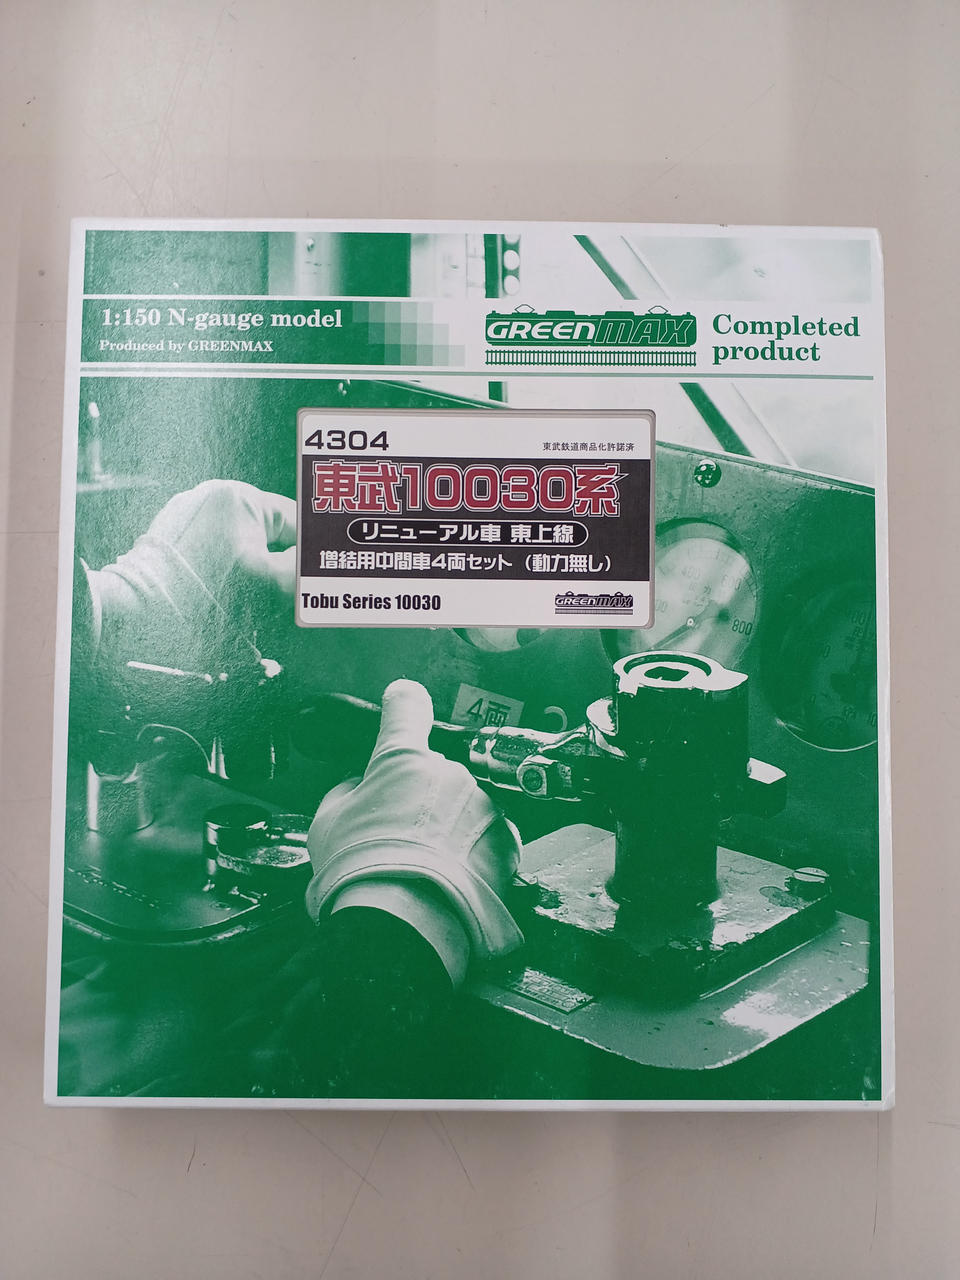 1:150 N-gauge model
Produced by GREENMAX
GREENMAX
Completed
product
4304
東武鉄道商品化許諾済
東武10030系
リニューアル車 東上線
増結用中間車4両セット（動力無し）
Tobu Series 10030
GREENMAX
400
800
4両